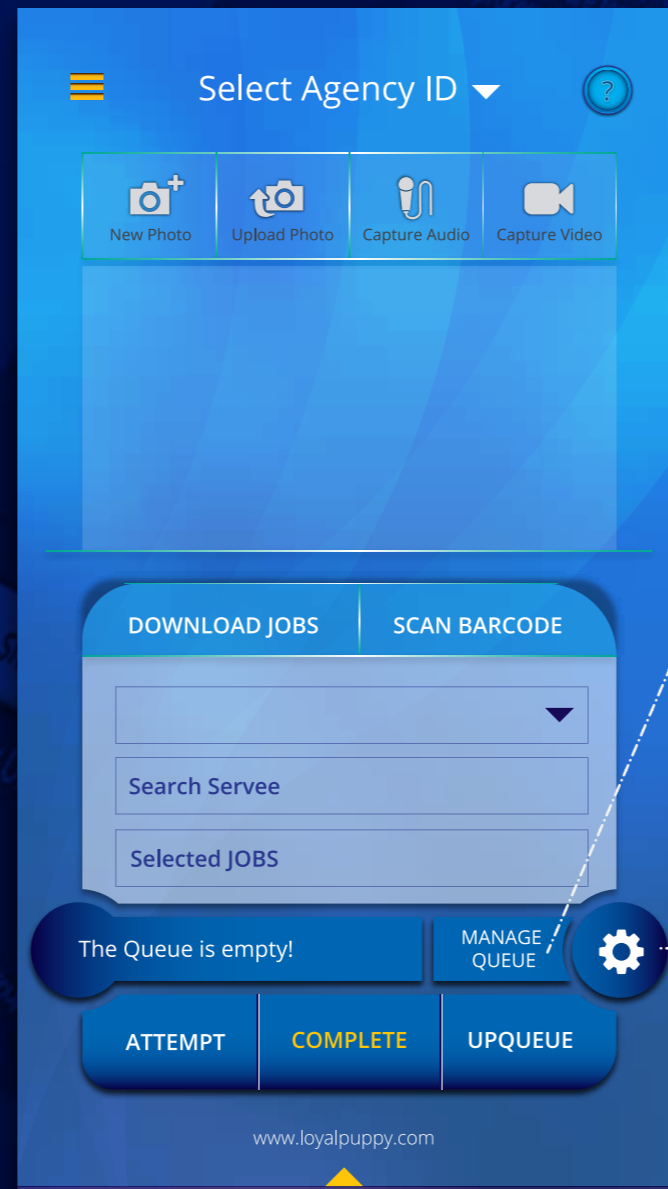 Select Agency ID
?
New Photo
Upload Photo
Capture Audio
Capture Video
DOWNLOAD JOBS
SCAN BARCODE
Search Servee
Selected JOBS
The Queue is empty!
MANAGE
QUEUE
ATTEMPT
COMPLETE
UPQUEUE
www.loyalpuppy.com